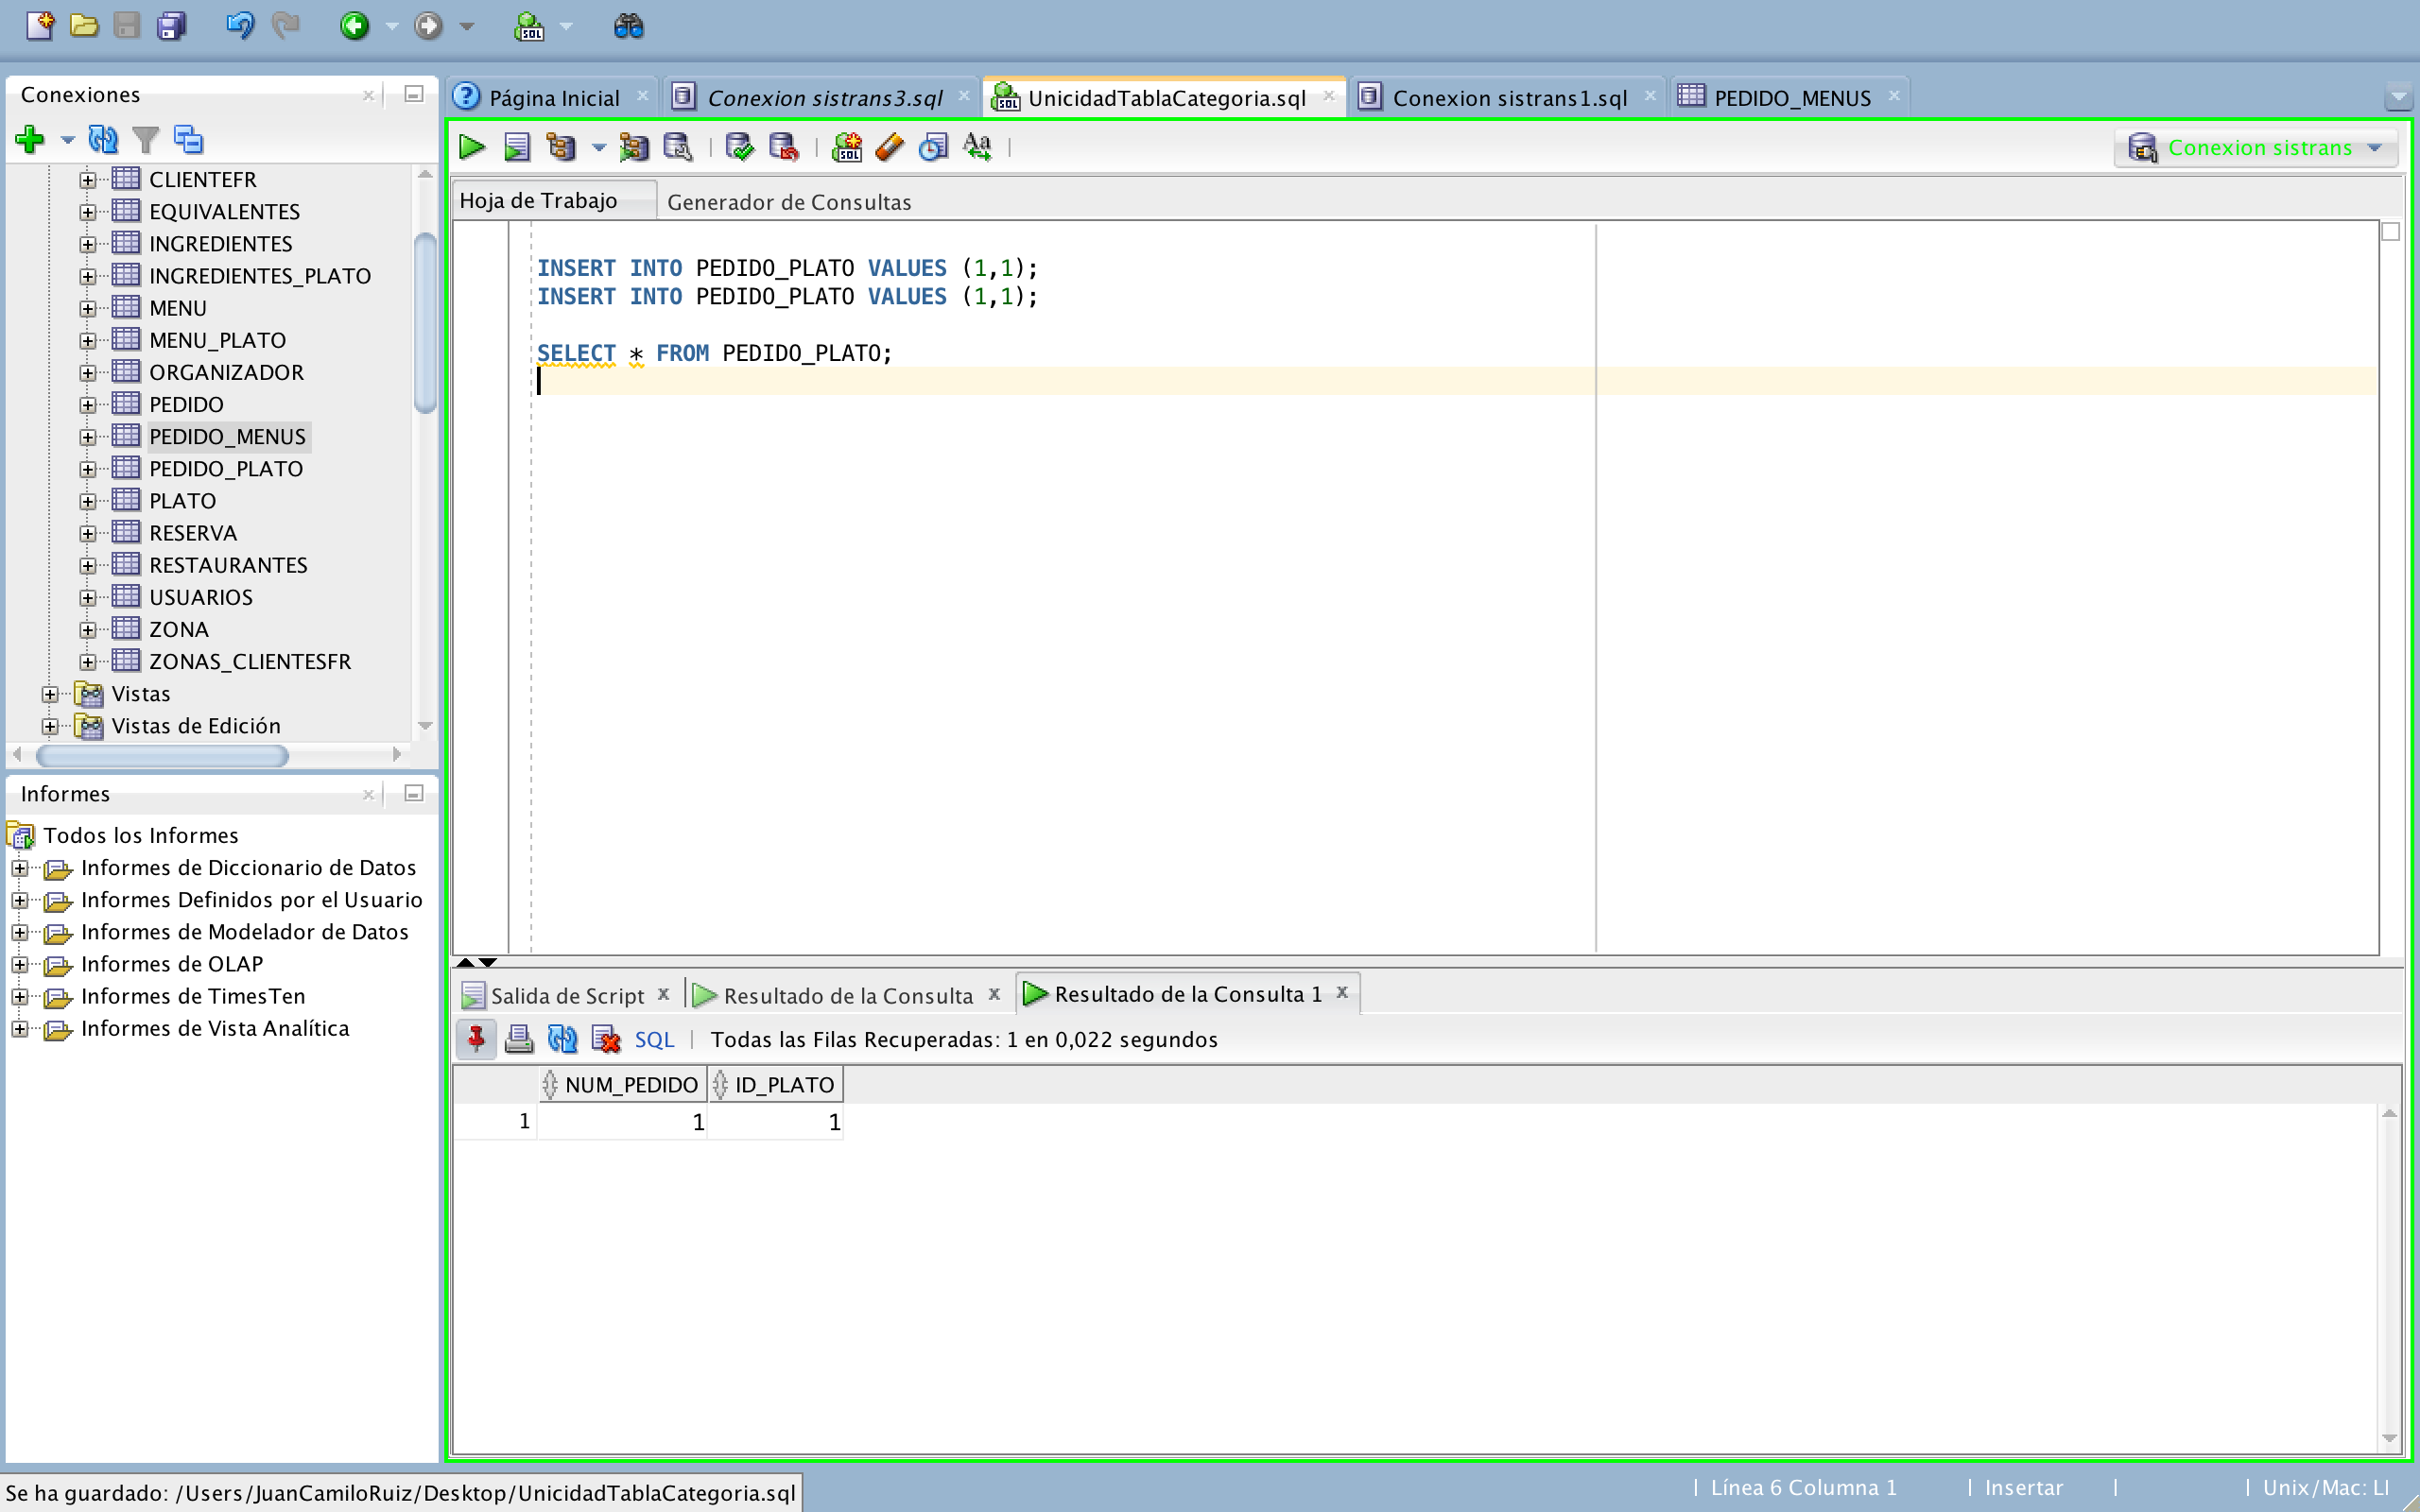 Conexiones
CLIENTEFR
EQUIVALENTES
INGREDIENTES
INGREDIENTES_PLATO
MENU
MENU_PLATO
ORGANIZADOR
PEDIDO
PEDIDO_MENUS
PEDIDO_PLATO
PLATO
RESERVA
RESTAURANTES
USUARIOS
ZONA
ZONAS_CLIENTESFR
Vistas
Vistas de Edición
Informes
Todos los Informes
Informes de Diccionario de Datos
Informes Definidos por el Usuario
Informes de Modelador de Datos
Informes de OLAP
Informes de TimesTen
Informes de Vista Analítica
Página Inicial
Conexion sistrans3.sql
UnicidadTablaCategoria.sql
Conexion sistrans1.sql
PEDIDO_MENUS
Conexion sistrans
Hoja de Trabajo
Generador de Consultas
INSERT INTO PEDIDO_PLATO VALUES (1,1);
INSERT INTO PEDIDO_PLATO VALUES (1,1);
SELECT * FROM PEDIDO_PLATO;
Salida de Script
Resultado de la Consulta
Resultado de la Consulta 1
SQL | Todas las Filas Recuperadas: 1 en 0,022 segundos
NUM_PEDIDO ID_PLATO
1 1 1
Se ha guardado: /Users/JuanCamiloRuiz/Desktop/UnicidadTablaCategoria.sql
Línea 6 Columna 1
Insertar
Unix/Mac: LI